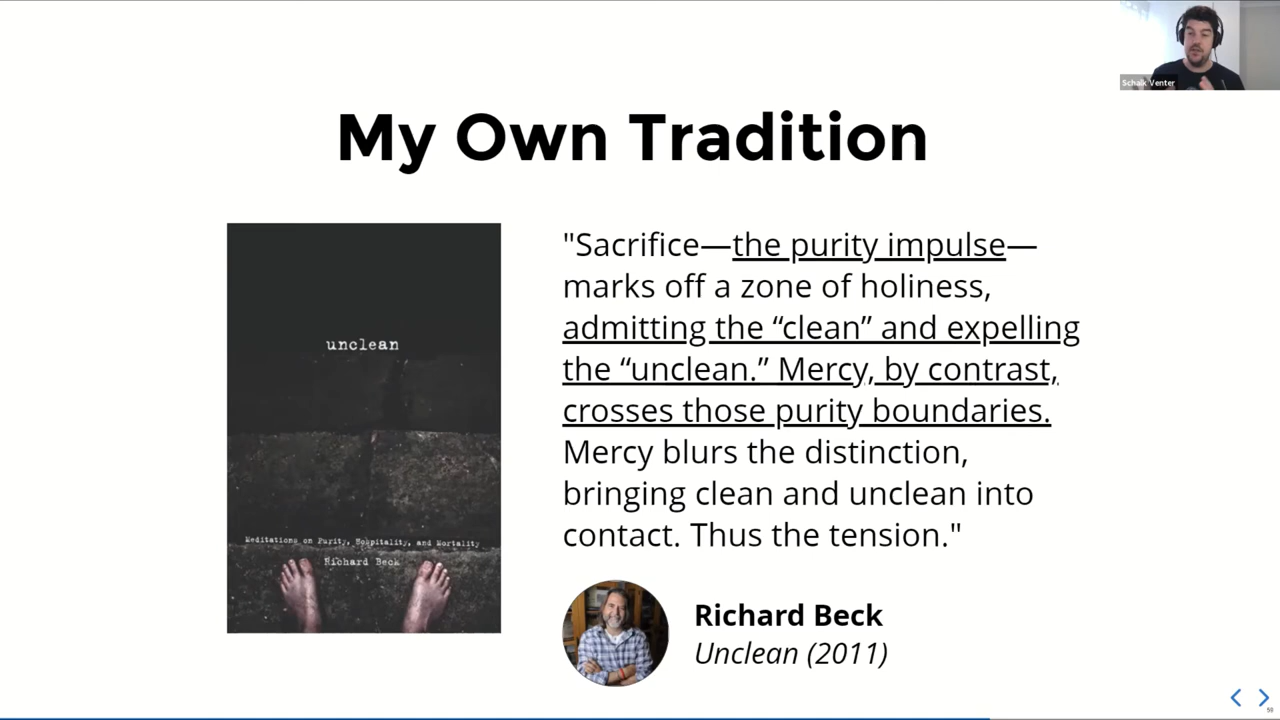 Schalk Venter
My Own Tradition
unclean
Meditations on Purity, Hospitality, and Mortality
Richard Beck
"Sacrifice—the purity impulse—
marks off a zone of holiness,
admitting the “clean” and expelling
the “unclean.” Mercy, by contrast,
crosses those purity boundaries.
Mercy blurs the distinction,
bringing clean and unclean into
contact. Thus the tension."
Richard Beck
Unclean (2011)